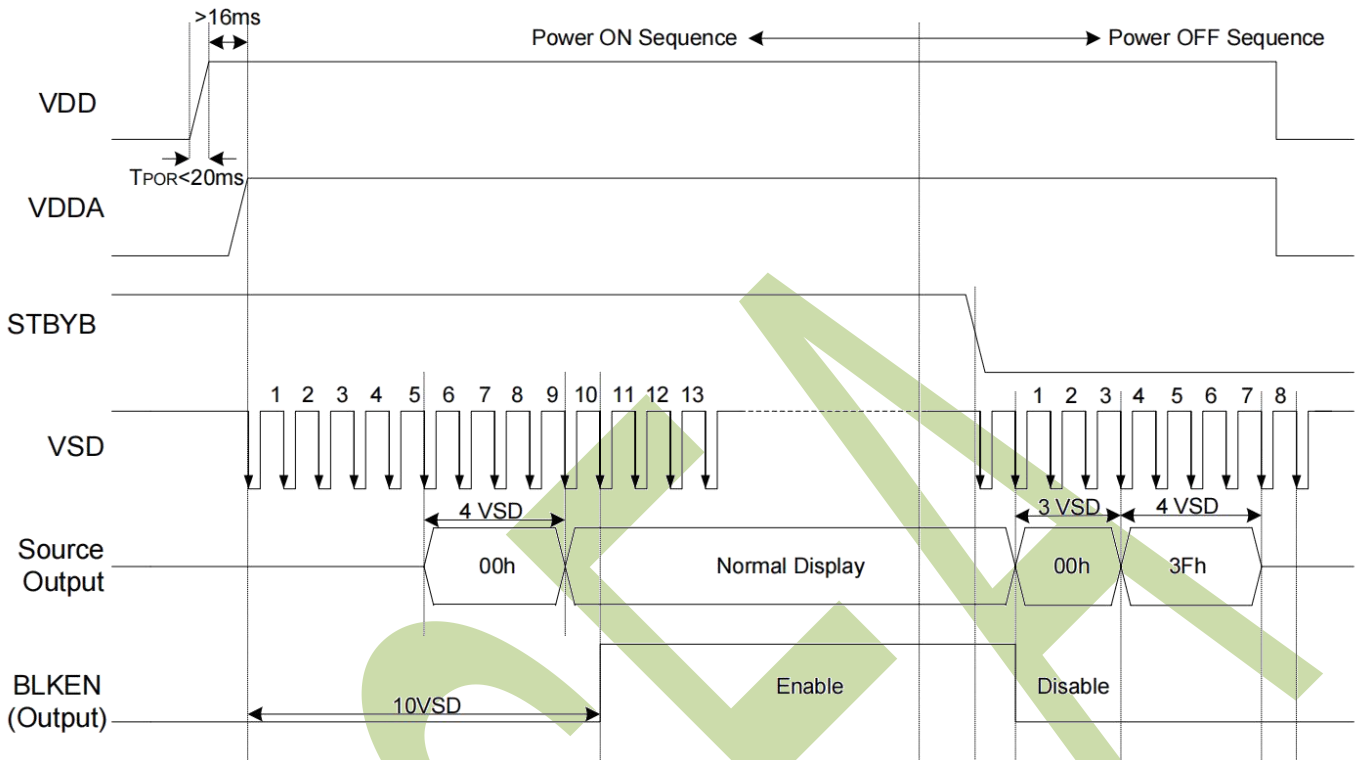 >16ms
Power ON Sequence
Power OFF Sequence
VDD
TPOR<20ms
VDDA
STBYB
1 2 3 4 5 6 7 8 9 10 11 12 13
1 2 3 4 5 6 7 8
VSD
4 VSD
3 VSD
4 VSD
Source
Output
00h
Normal Display
00h
3Fh
BLKEN
(Output)
10VSD
Enable
Disable